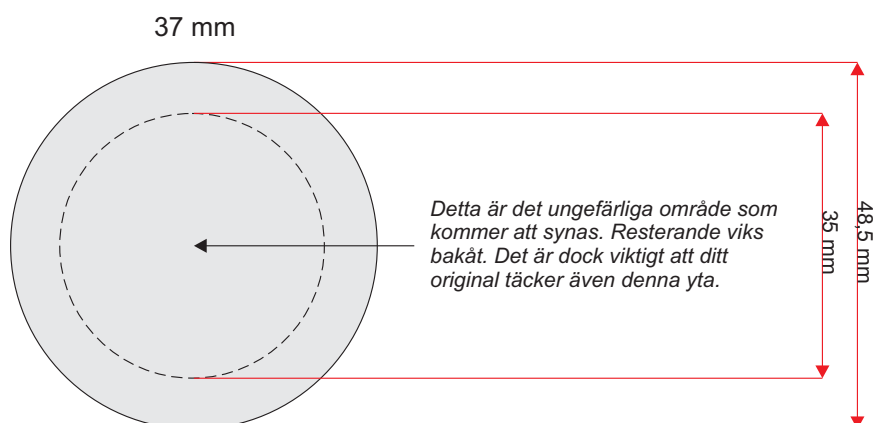 37 mm
Detta är det ungefärliga område som
kommer att synas. Resterande viks
bakåt. Det är dock viktigt att ditt
original täcker även denna yta.
35 mm
48,5 mm